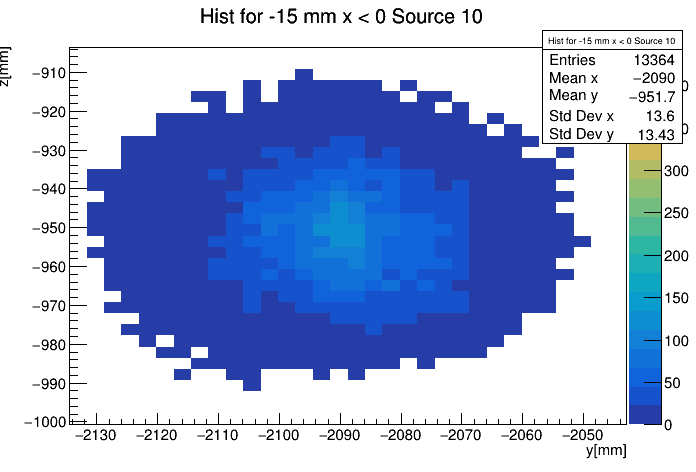 Hist for -15 mm x < 0 Source 10
Hist for -15 mm x < 0 Source 10
Entries 13364
Mean x −2090
Mean y −951.7
Std Dev x 13.6
Std Dev y 13.43
z[mm]
−910
−920
−930
−940
−950
−960
−970
−980
−990
−1000
−2130 −2120 −2110 −2100 −2090 −2080 −2070 −2060 −2050
y[mm]
300
250
200
150
100
50
0